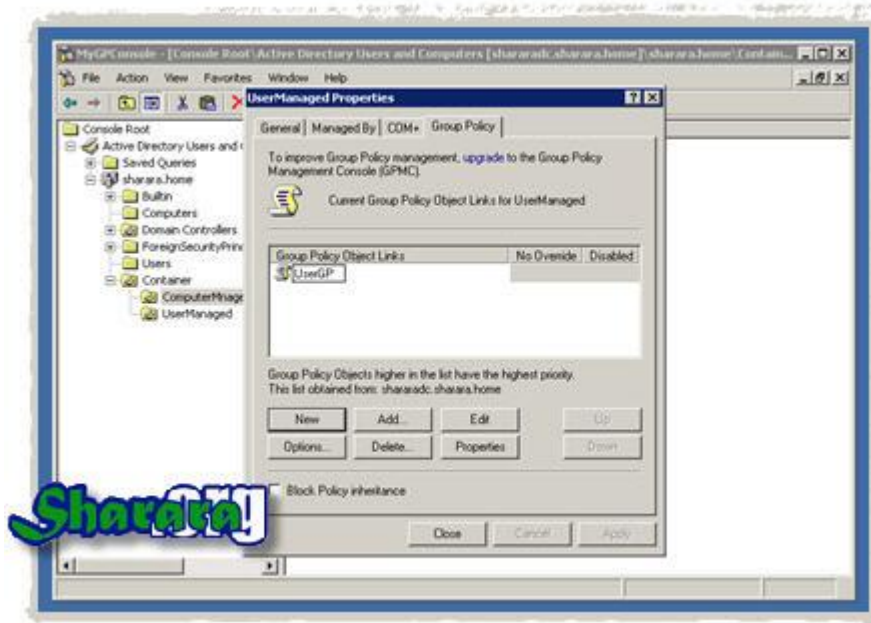 MyGPConsole - [Console Root\Active Directory Users and Computers [shararadc.sharara.home]\sharara.home\Contain...
File Action View Favorites Window Help
UserManaged Properties
Console Root
Active Directory Users and
Saved Queries
sharara.home
Builtin
Computers
Domain Controllers
ForeignSecurityPrinc
Users
Container
ComputerMnage
UserManaged
General Managed By COM+ Group Policy
To improve Group Policy management, upgrade to the Group Policy
Management Console (GPMC).
Current Group Policy Object Links for UserManaged
Group Policy Object Links No Override Disabled
UserGP
Group Policy Objects higher in the list have the highest priority.
This list obtained from: shararadc.sharara.home
New Add... Edit Up
Options... Delete... Properties Down
Block Policy inheritance
Close Cancel Apply
Sharara.org